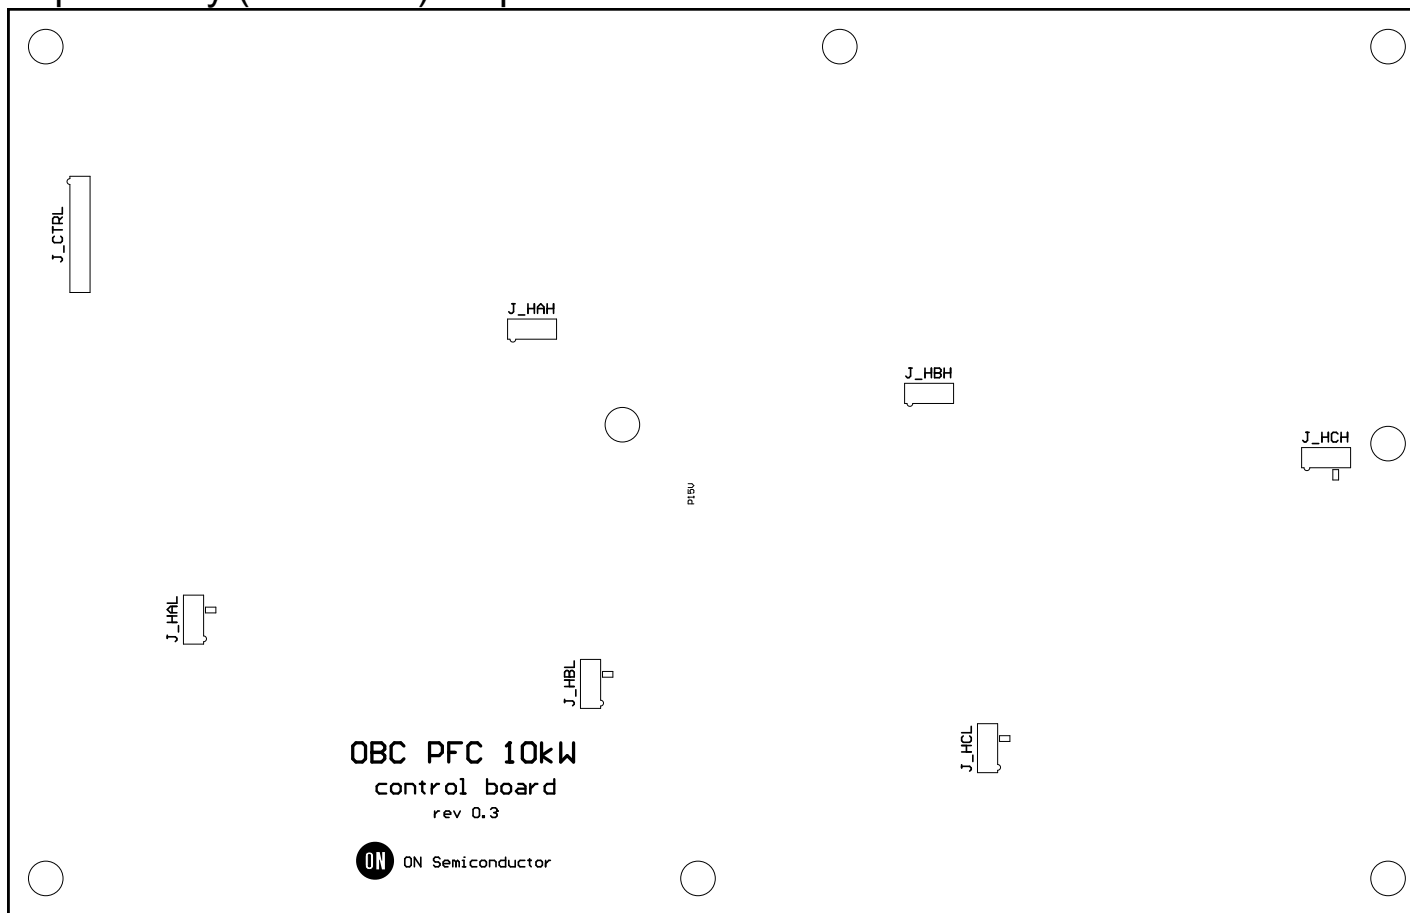 J_CTRL
J_HAH
J_HBH
J_HCH
P15V
J_HAL
J_HBL
J_HCL
OBC PFC 10kW
control board
rev 0.3
ON ON Semiconductor